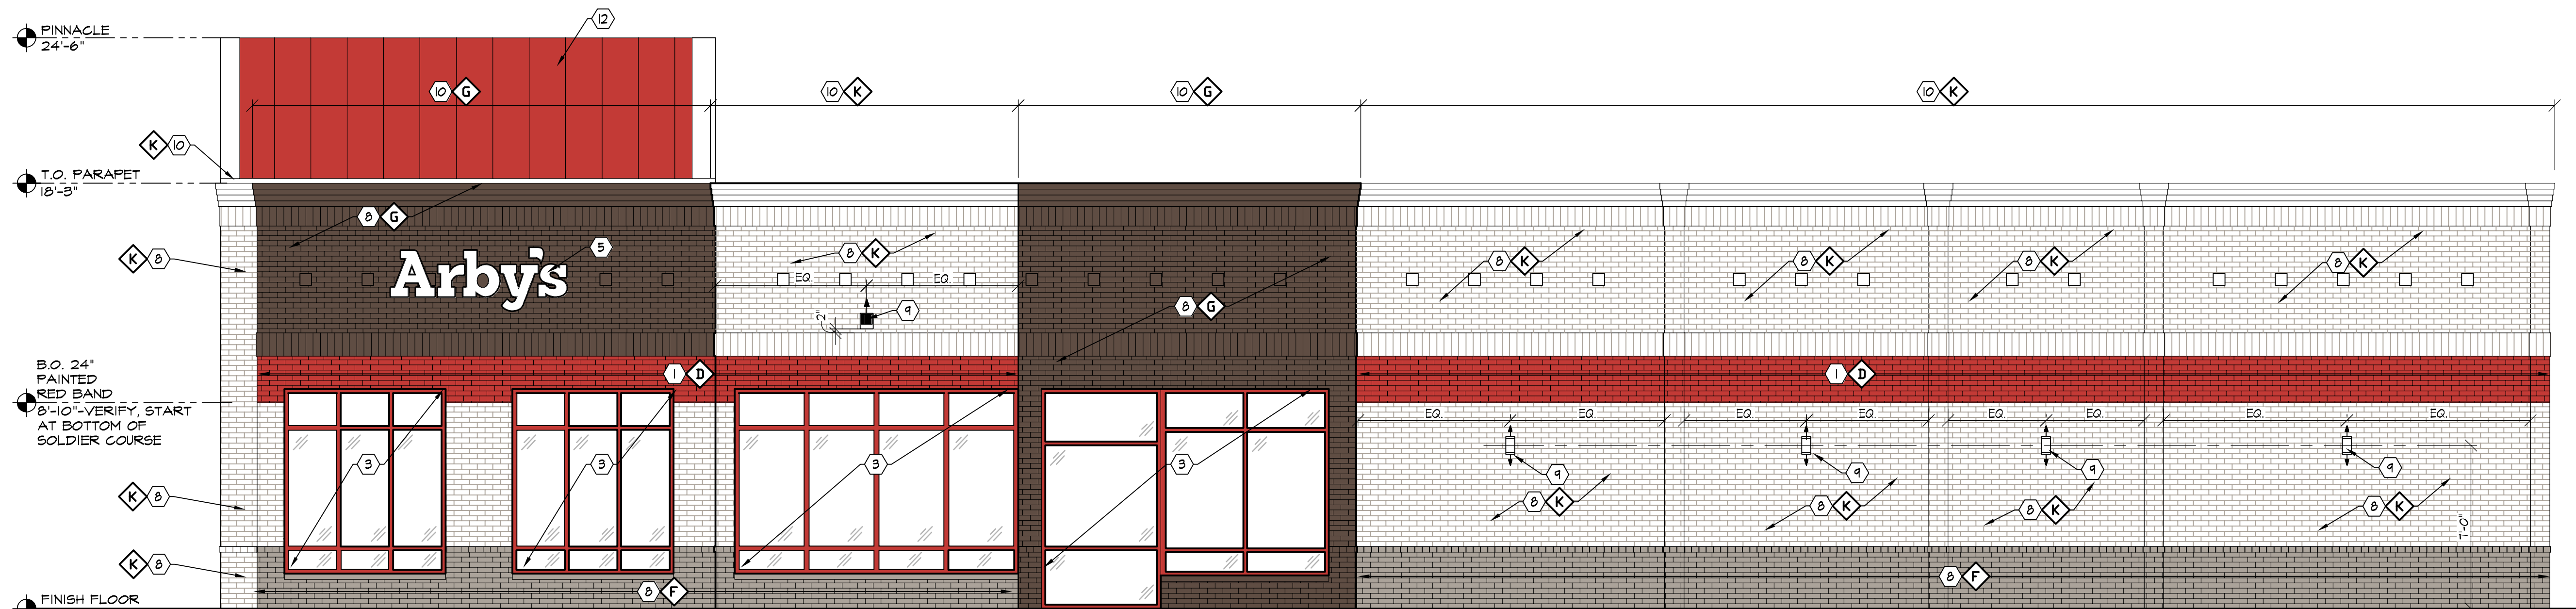 12
PINNACLE
24'-6"
10 G
10 K
10 G
10 K
K 10
T.O. PARAPET
18'-3"
8 G
5
Arby's
K 8
8 K
EQ. EQ.
9
2"
8 G
8 K
8 K
8 K
8 K
B.O. 24"
PAINTED
RED BAND
8'-10"-VERIFY, START
AT BOTTOM OF
SOLDIER COURSE
1 D
1 D
EQ. EQ. EQ. EQ. EQ. EQ. EQ. EQ.
3
3
3
3
9
9
9
9
K 8
8 K
8 K
8 K
8 K
7'-0"
K 8
8 F
8 F
FINISH FLOOR